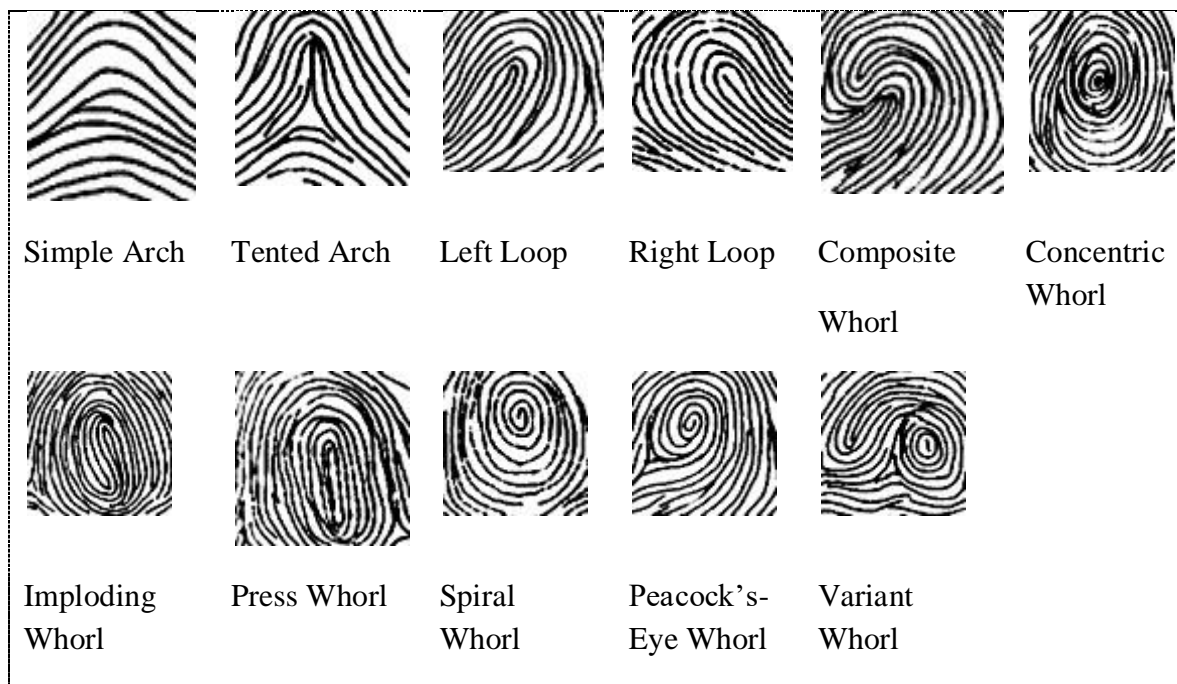 Simple Arch
Tented Arch
Left Loop
Right Loop
Composite
Whorl
Concentric
Whorl
Imploding
Whorl
Press Whorl
Spiral
Whorl
Peacock’s-
Eye Whorl
Variant
Whorl